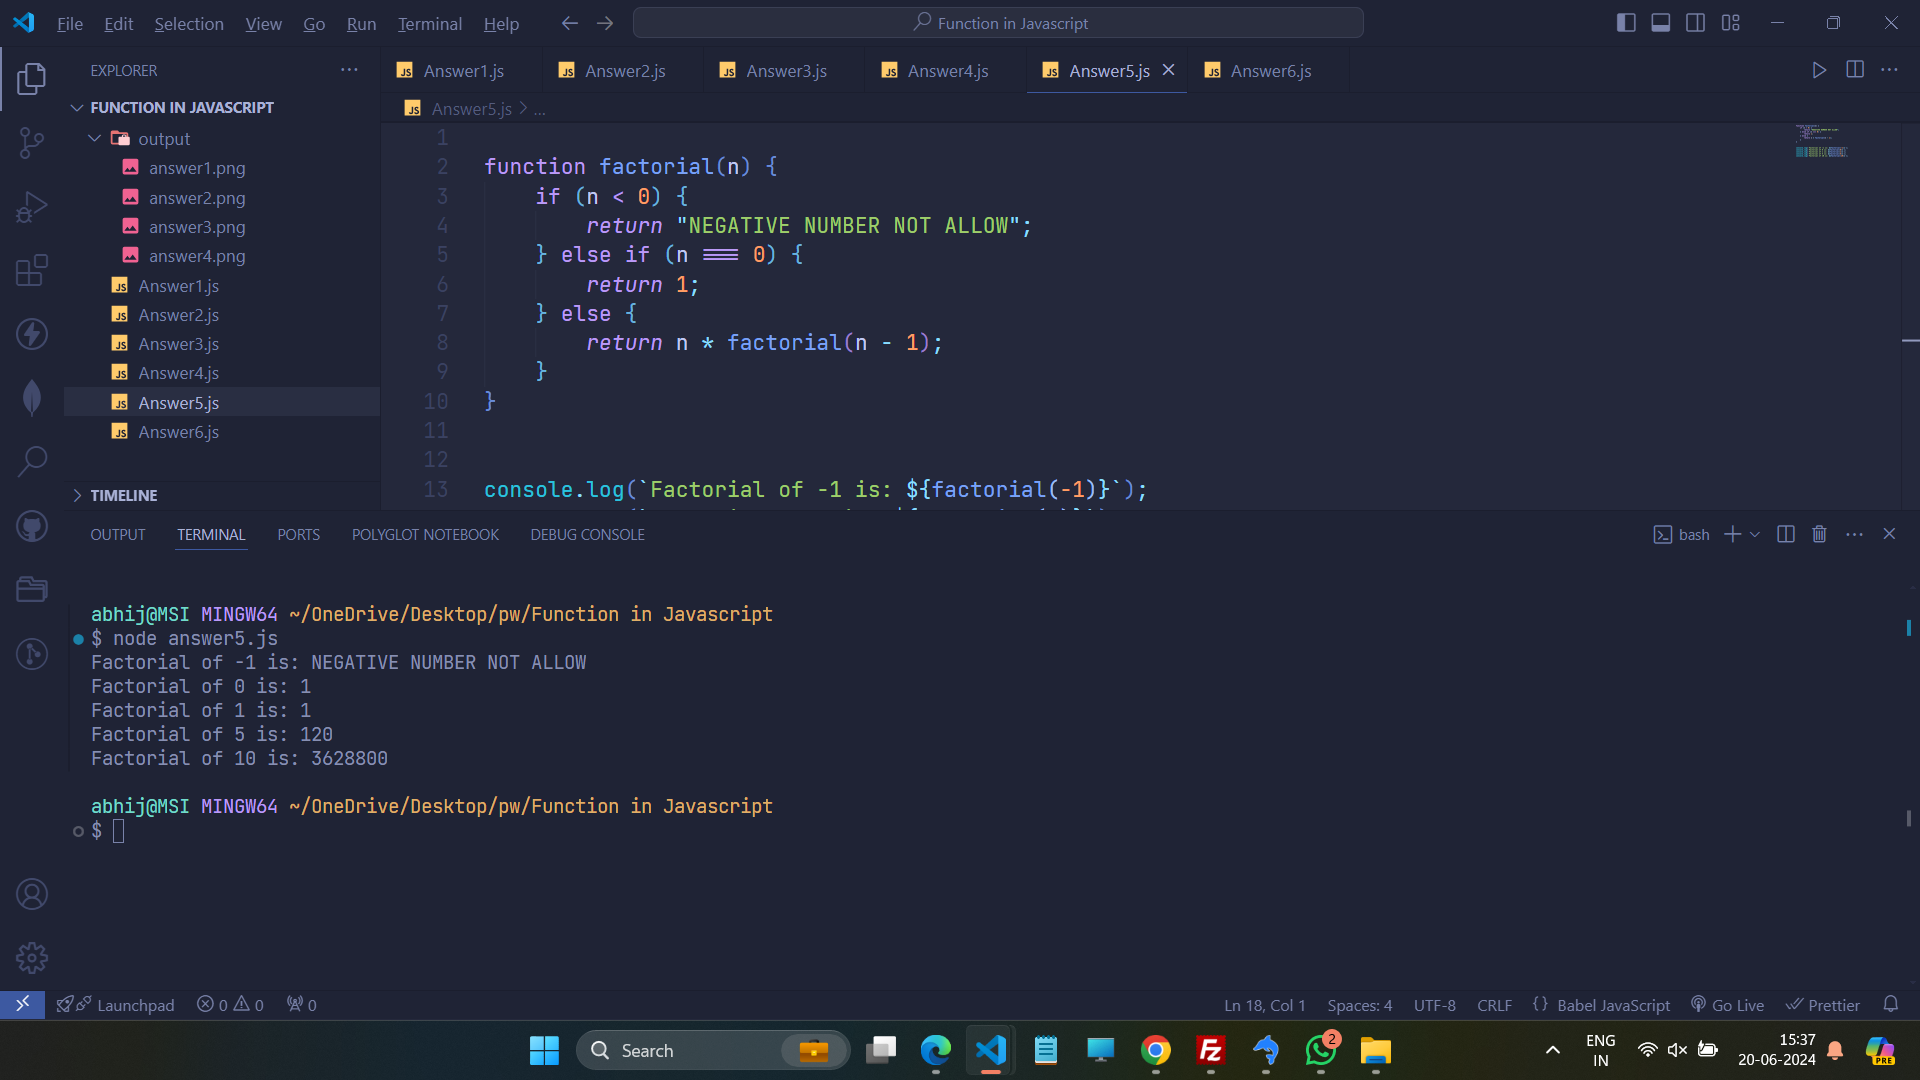 File Edit Selection View Go Run Terminal Help
Function in Javascript
EXPLORER
FUNCTION IN JAVASCRIPT
output
answer1.png
answer2.png
answer3.png
answer4.png
Answer1.js
Answer2.js
Answer3.js
Answer4.js
Answer5.js
Answer6.js
TIMELINE
Answer1.js Answer2.js Answer3.js Answer4.js Answer5.js Answer6.js
Answer5.js > ...
1
2 function factorial(n) {
3 if (n < 0) {
4 return "NEGATIVE NUMBER NOT ALLOW";
5 } else if (n === 0) {
6 return 1;
7 } else {
8 return n * factorial(n - 1);
9 }
10 }
11
12
13 console.log(`Factorial of -1 is: ${factorial(-1)}`);
OUTPUT TERMINAL PORTS POLYGLOT NOTEBOOK DEBUG CONSOLE
bash
abhij@MSI MINGW64 ~/OneDrive/Desktop/pw/Function in Javascript
$ node answer5.js
Factorial of -1 is: NEGATIVE NUMBER NOT ALLOW
Factorial of 0 is: 1
Factorial of 1 is: 1
Factorial of 5 is: 120
Factorial of 10 is: 3628800
abhij@MSI MINGW64 ~/OneDrive/Desktop/pw/Function in Javascript
$
Launchpad 0 0 0
Ln 18, Col 1 Spaces: 4 UTF-8 CRLF {} Babel JavaScript Go Live Prettier
Search
2
ENG
IN
15:37
20-06-2024
PRE